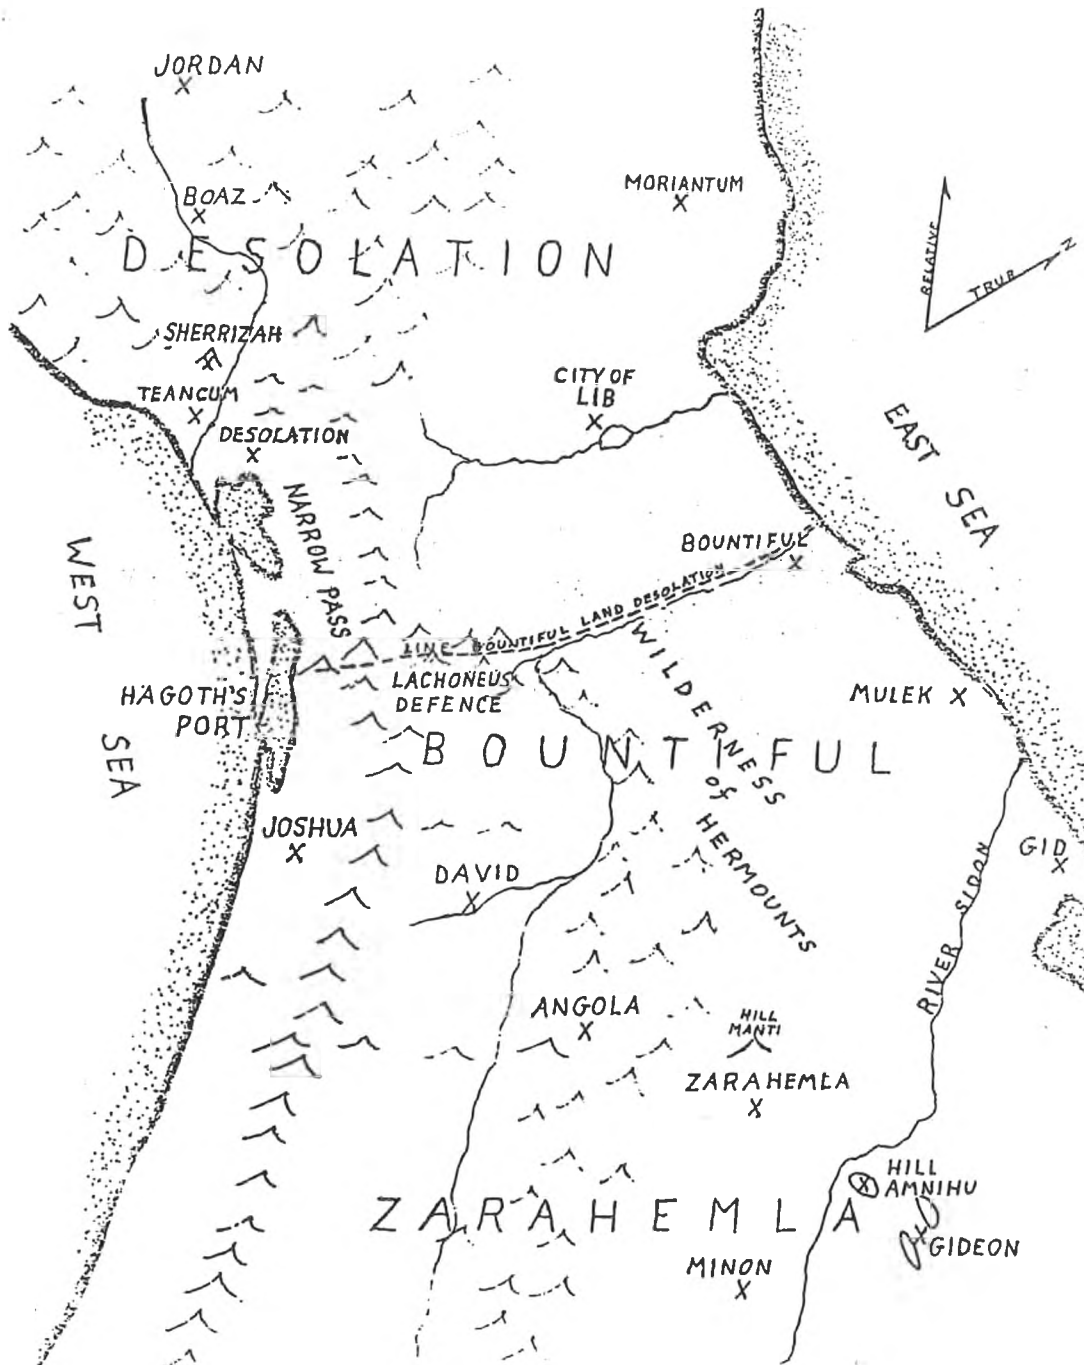 JORDAN
BOAZ
MORIANTUM
DESOLATION
RELATIVE
TRUP
N
SHERRIZAH
TEANCUM
CITY OF
LIB
DESOLATION
EAST SEA
NARROW PASS
WEST SEA
BOUNTIFUL
LINE BOUNTIFUL LAND DESOLATION
LACHONEUS
DEFENCE
HAGOTH'S
PORT
WILDERNESS
of
HERMOUNTS
MULEK
BOUNTIFUL
JOSHUA
DAVID
GID
RIVER SIDON
ANGOLA
HILL
MANTI
ZARAHEMLA
HILL
AMNIHU
ZARAHEMLA
GIDEON
MINON